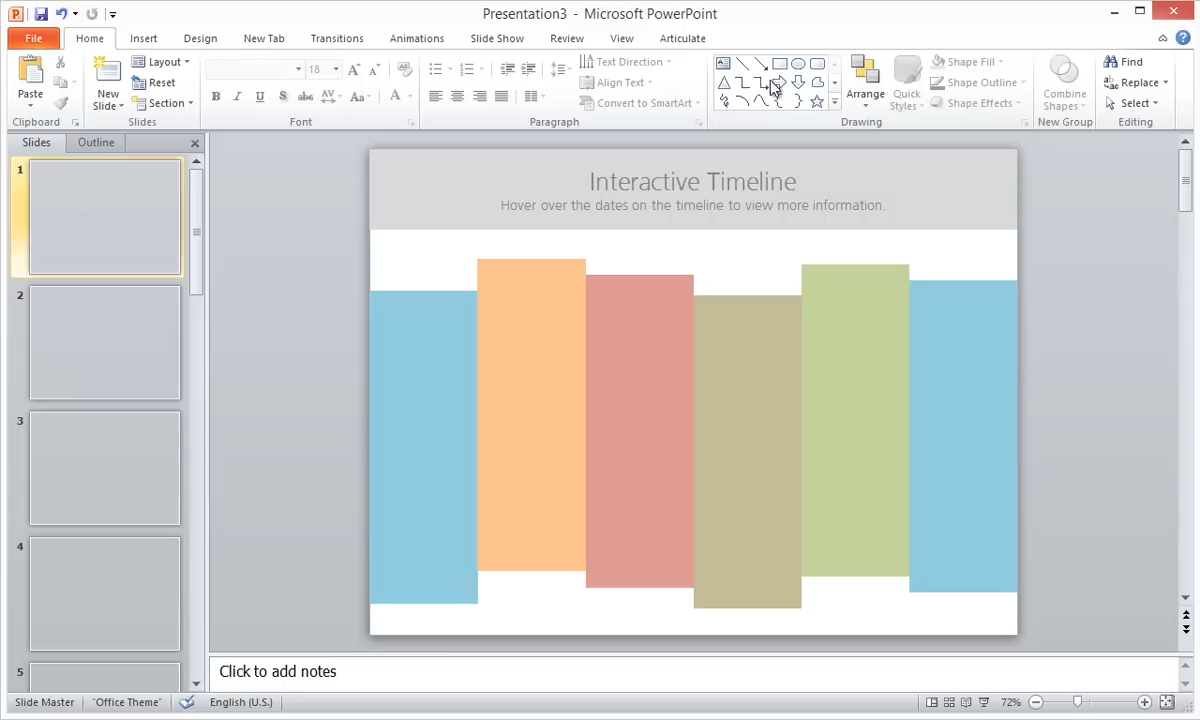 Presentation3 - Microsoft PowerPoint
File Home Insert Design New Tab Transitions Animations Slide Show Review View Articulate
Paste
New Slide
Layout
Reset
Section
18
B I U S abc AV Aa A
Text Direction
Align Text
Convert to SmartArt
Arrange
Quick Styles
Shape Fill
Shape Outline
Shape Effects
Combine Shapes
Find
Replace
Select
Clipboard Slides Font Paragraph Drawing New Group Editing
Slides Outline
1
2
3
4
5
Interactive Timeline
Hover over the dates on the timeline to view more information.
Click to add notes
Slide Master "Office Theme" English (U.S.) 72%